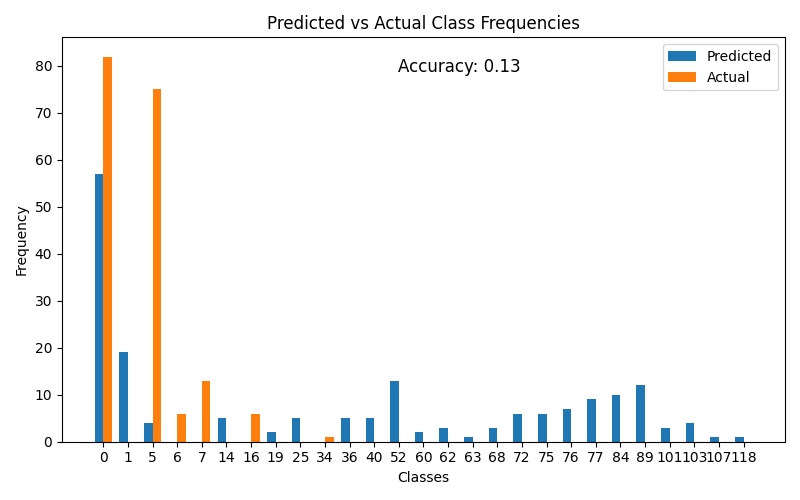 Predicted vs Actual Class Frequencies
Accuracy: 0.13
Predicted
Actual
Frequency
80
70
60
50
40
30
20
10
0
0 1 5 6 7 14 16 19 25 34 36 40 52 60 62 63 68 72 75 76 77 84 89 101 103 107 118
Classes